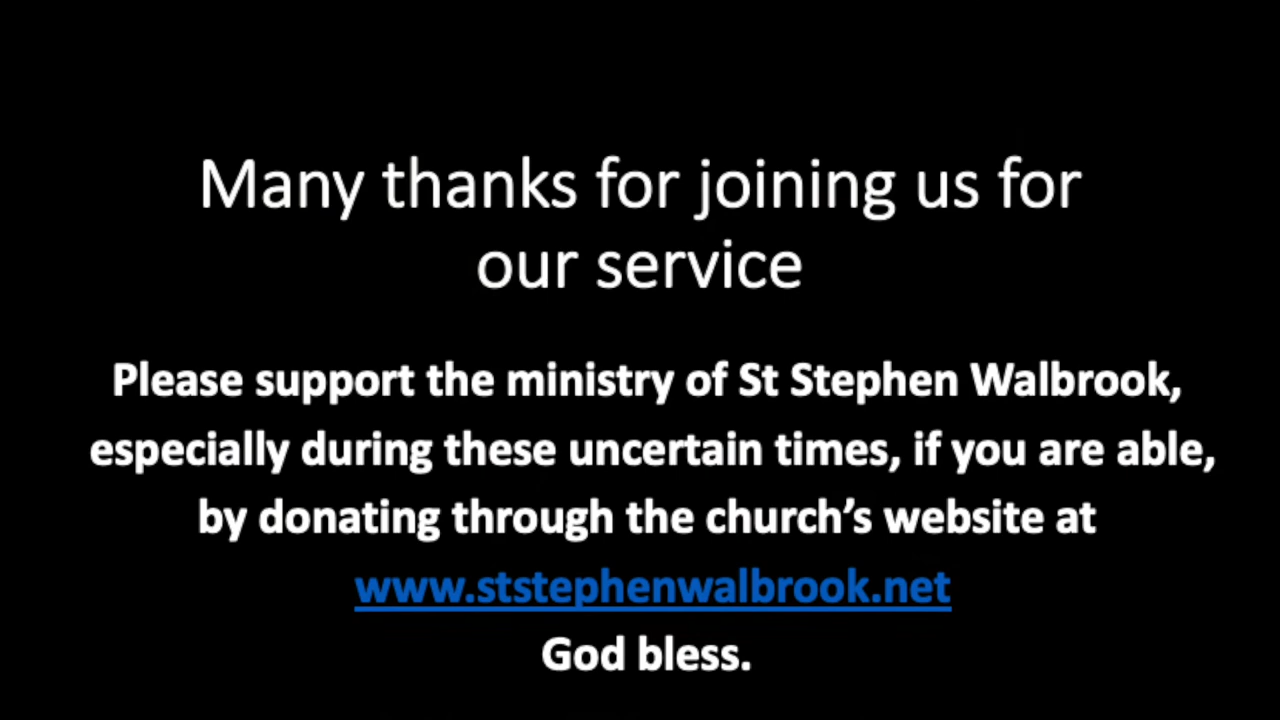 Many thanks for joining us for
our service
Please support the ministry of St Stephen Walbrook,
especially during these uncertain times, if you are able,
by donating through the church’s website at
www.ststephenwalbrook.net
God bless.